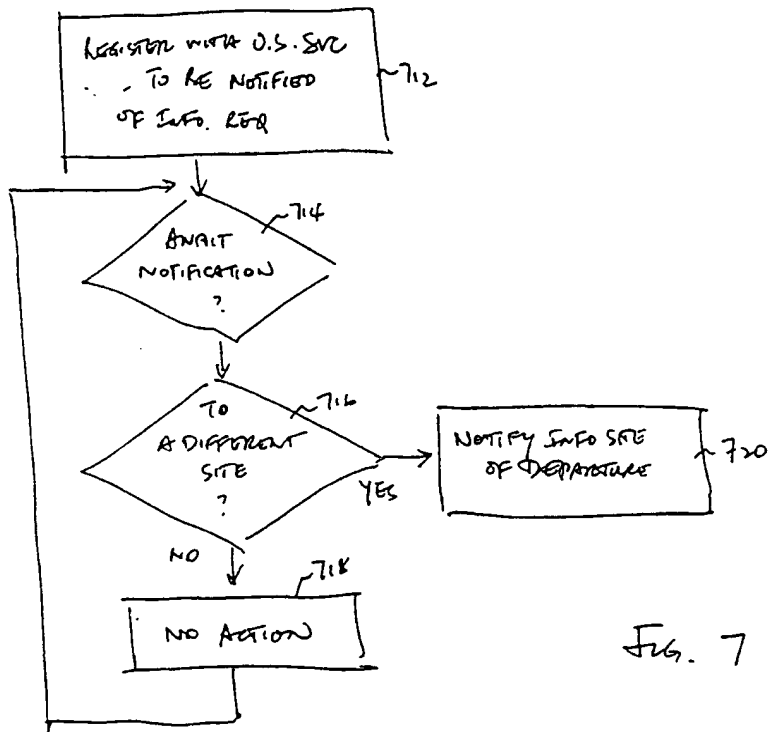 REGISTER WITH O.S. SVC
... TO BE NOTIFIED
OF INFO. REQ
712
714
AWAIT
NOTIFICATION
?
716
TO
A DIFFERENT
SITE
?
YES
NOTIFY INFO SITE
OF DEPARTURE
720
NO
718
NO ACTION
FIG. 7